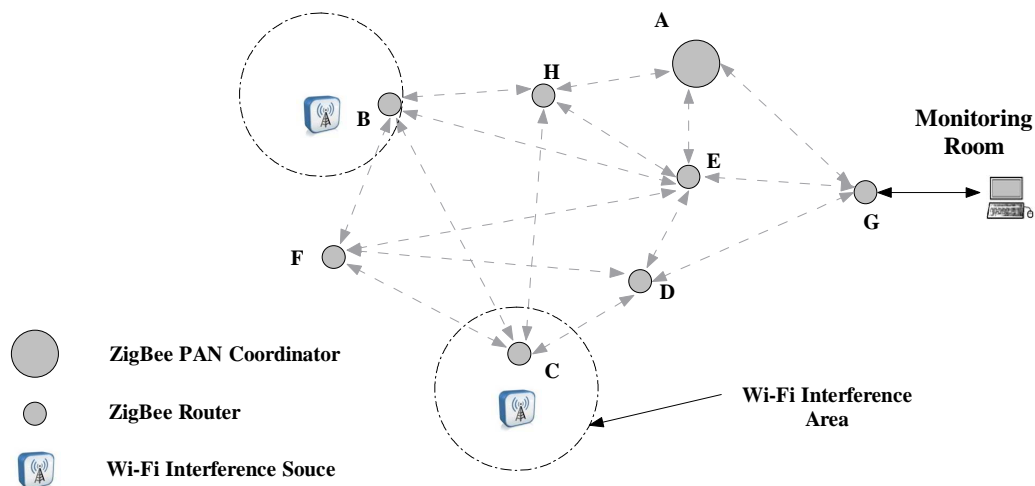 A
H
B
Monitoring
Room
E
G
F
D
C
ZigBee PAN Coordinator
ZigBee Router
Wi-Fi Interference Souce
Wi-Fi Interference
Area